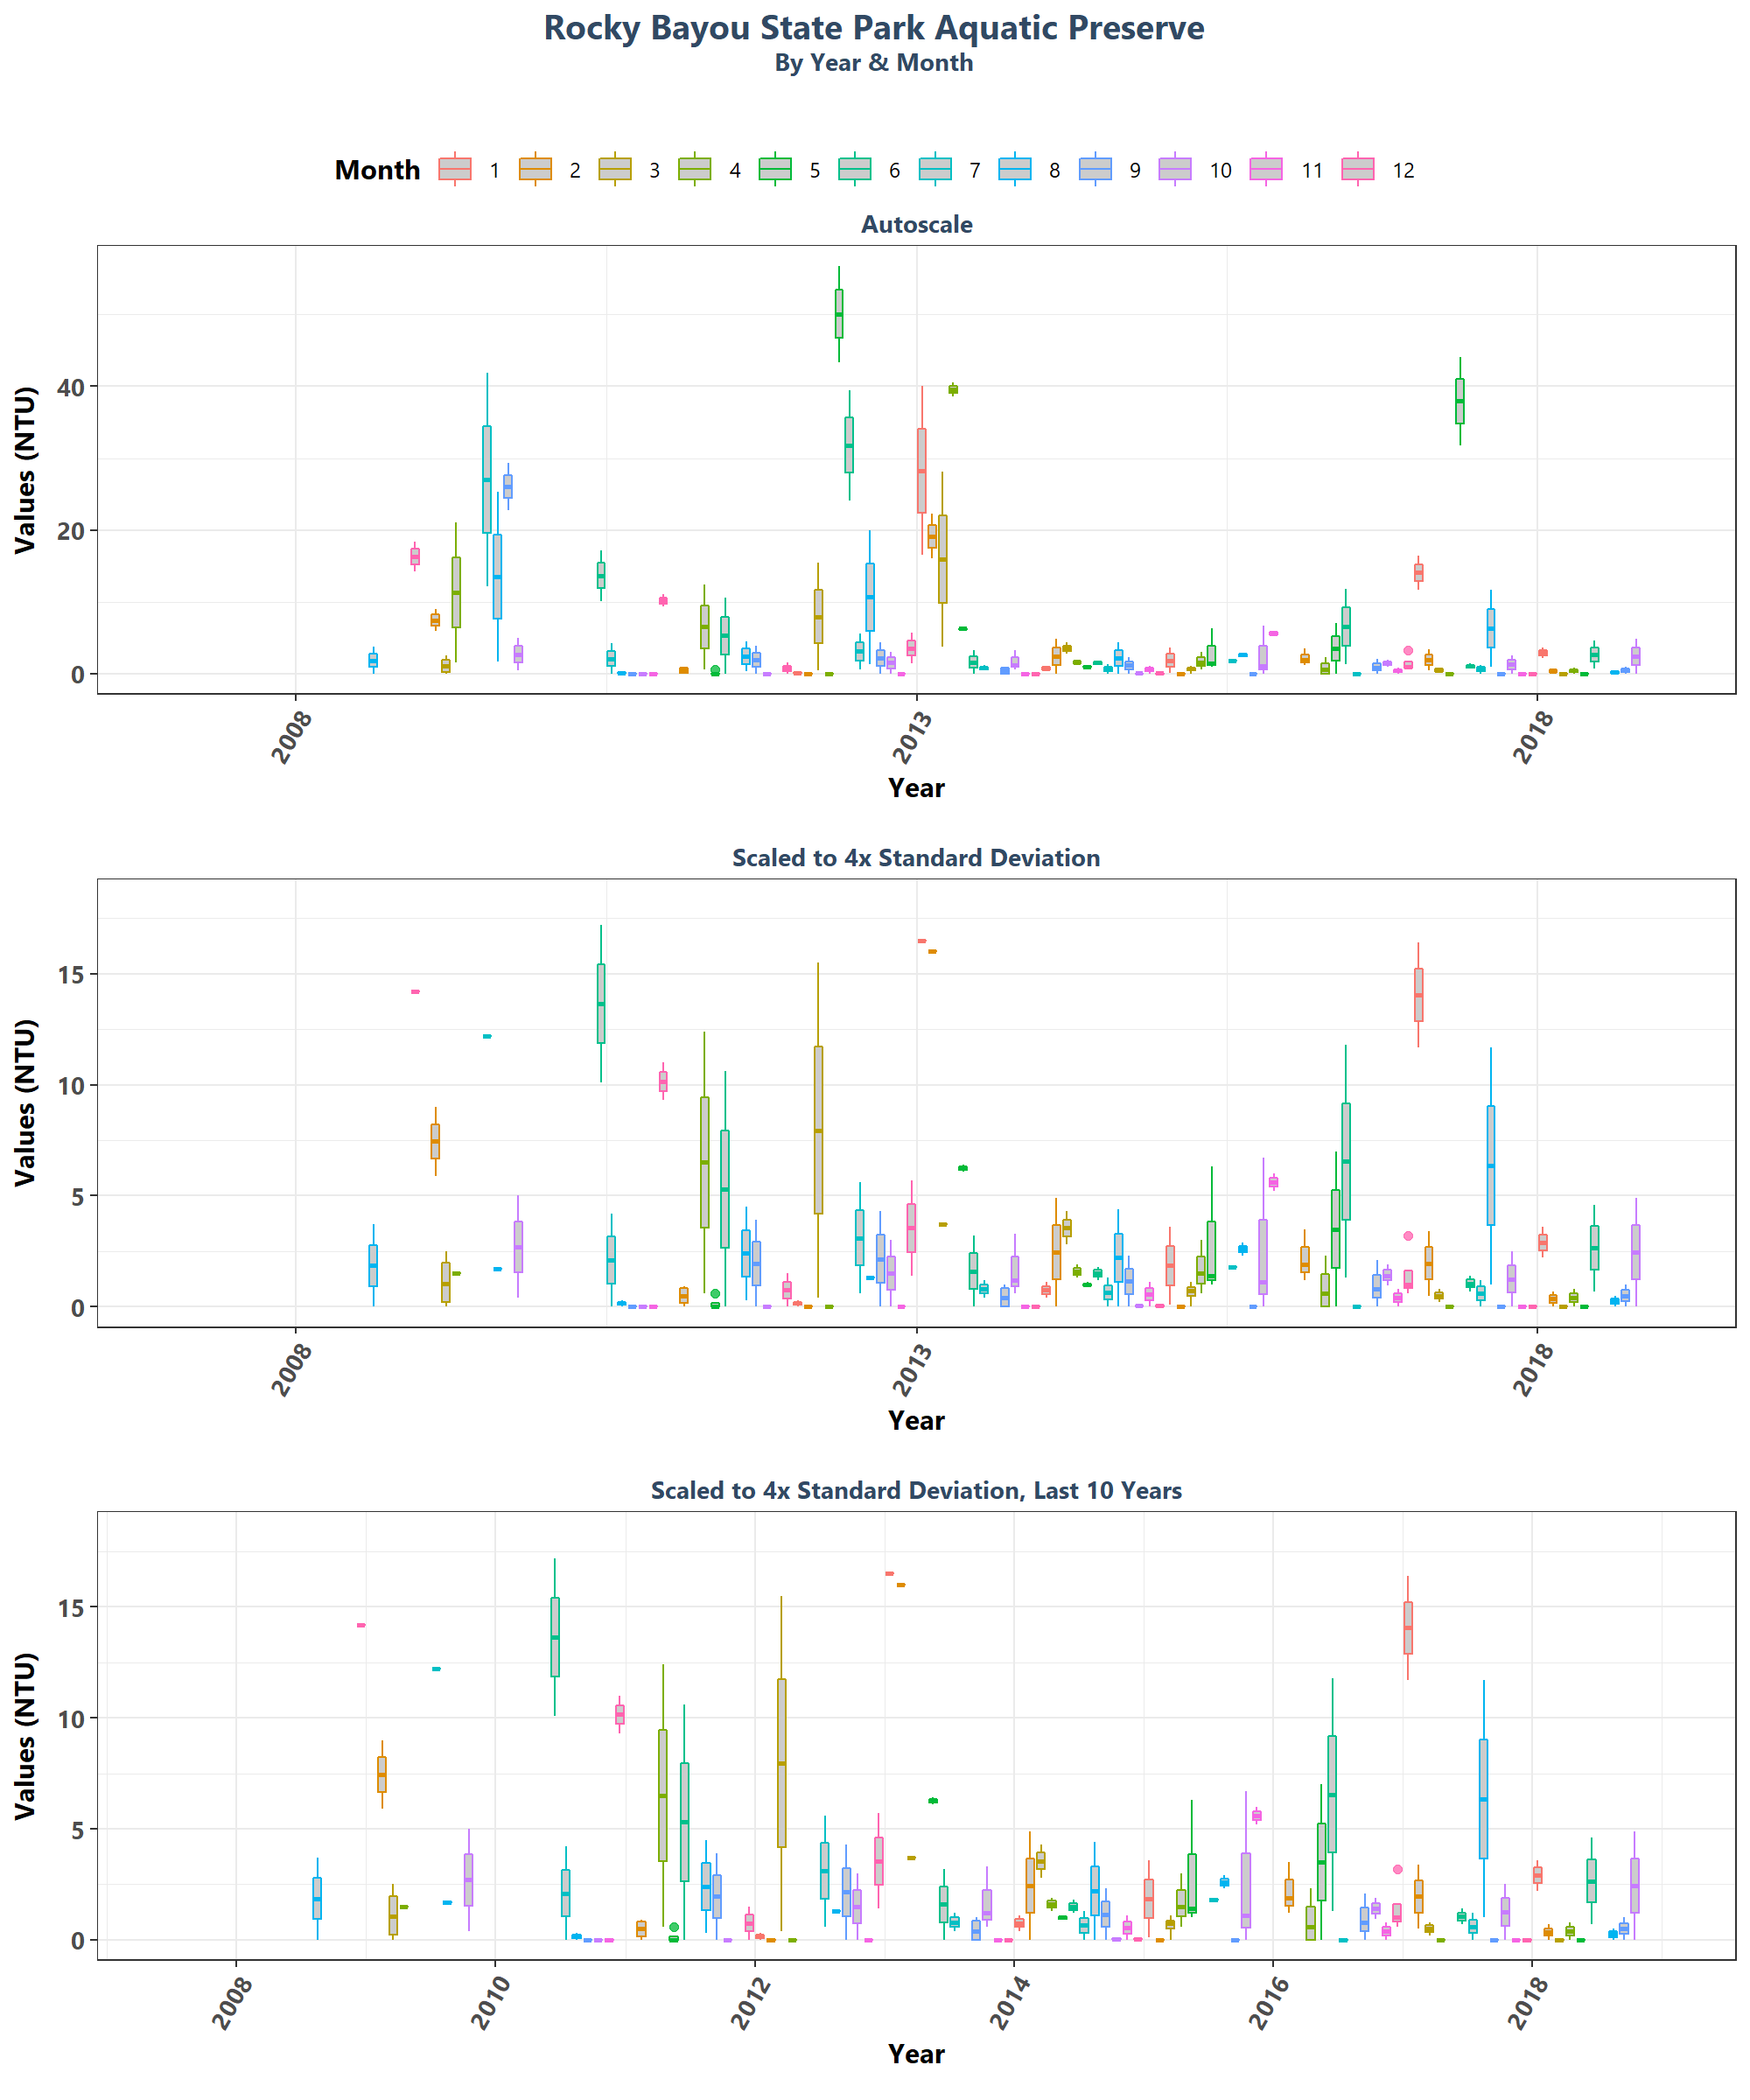 Rocky Bayou State Park Aquatic Preserve
By Year & Month
Month 1 2 3 4 5 6 7 8 9 10 11 12
Autoscale
Values (NTU)
40
20
0
2008 2013 2018
Year
Scaled to 4x Standard Deviation
Values (NTU)
15
10
5
0
2008 2013 2018
Year
Scaled to 4x Standard Deviation, Last 10 Years
Values (NTU)
15
10
5
0
2008 2010 2012 2014 2016 2018
Year